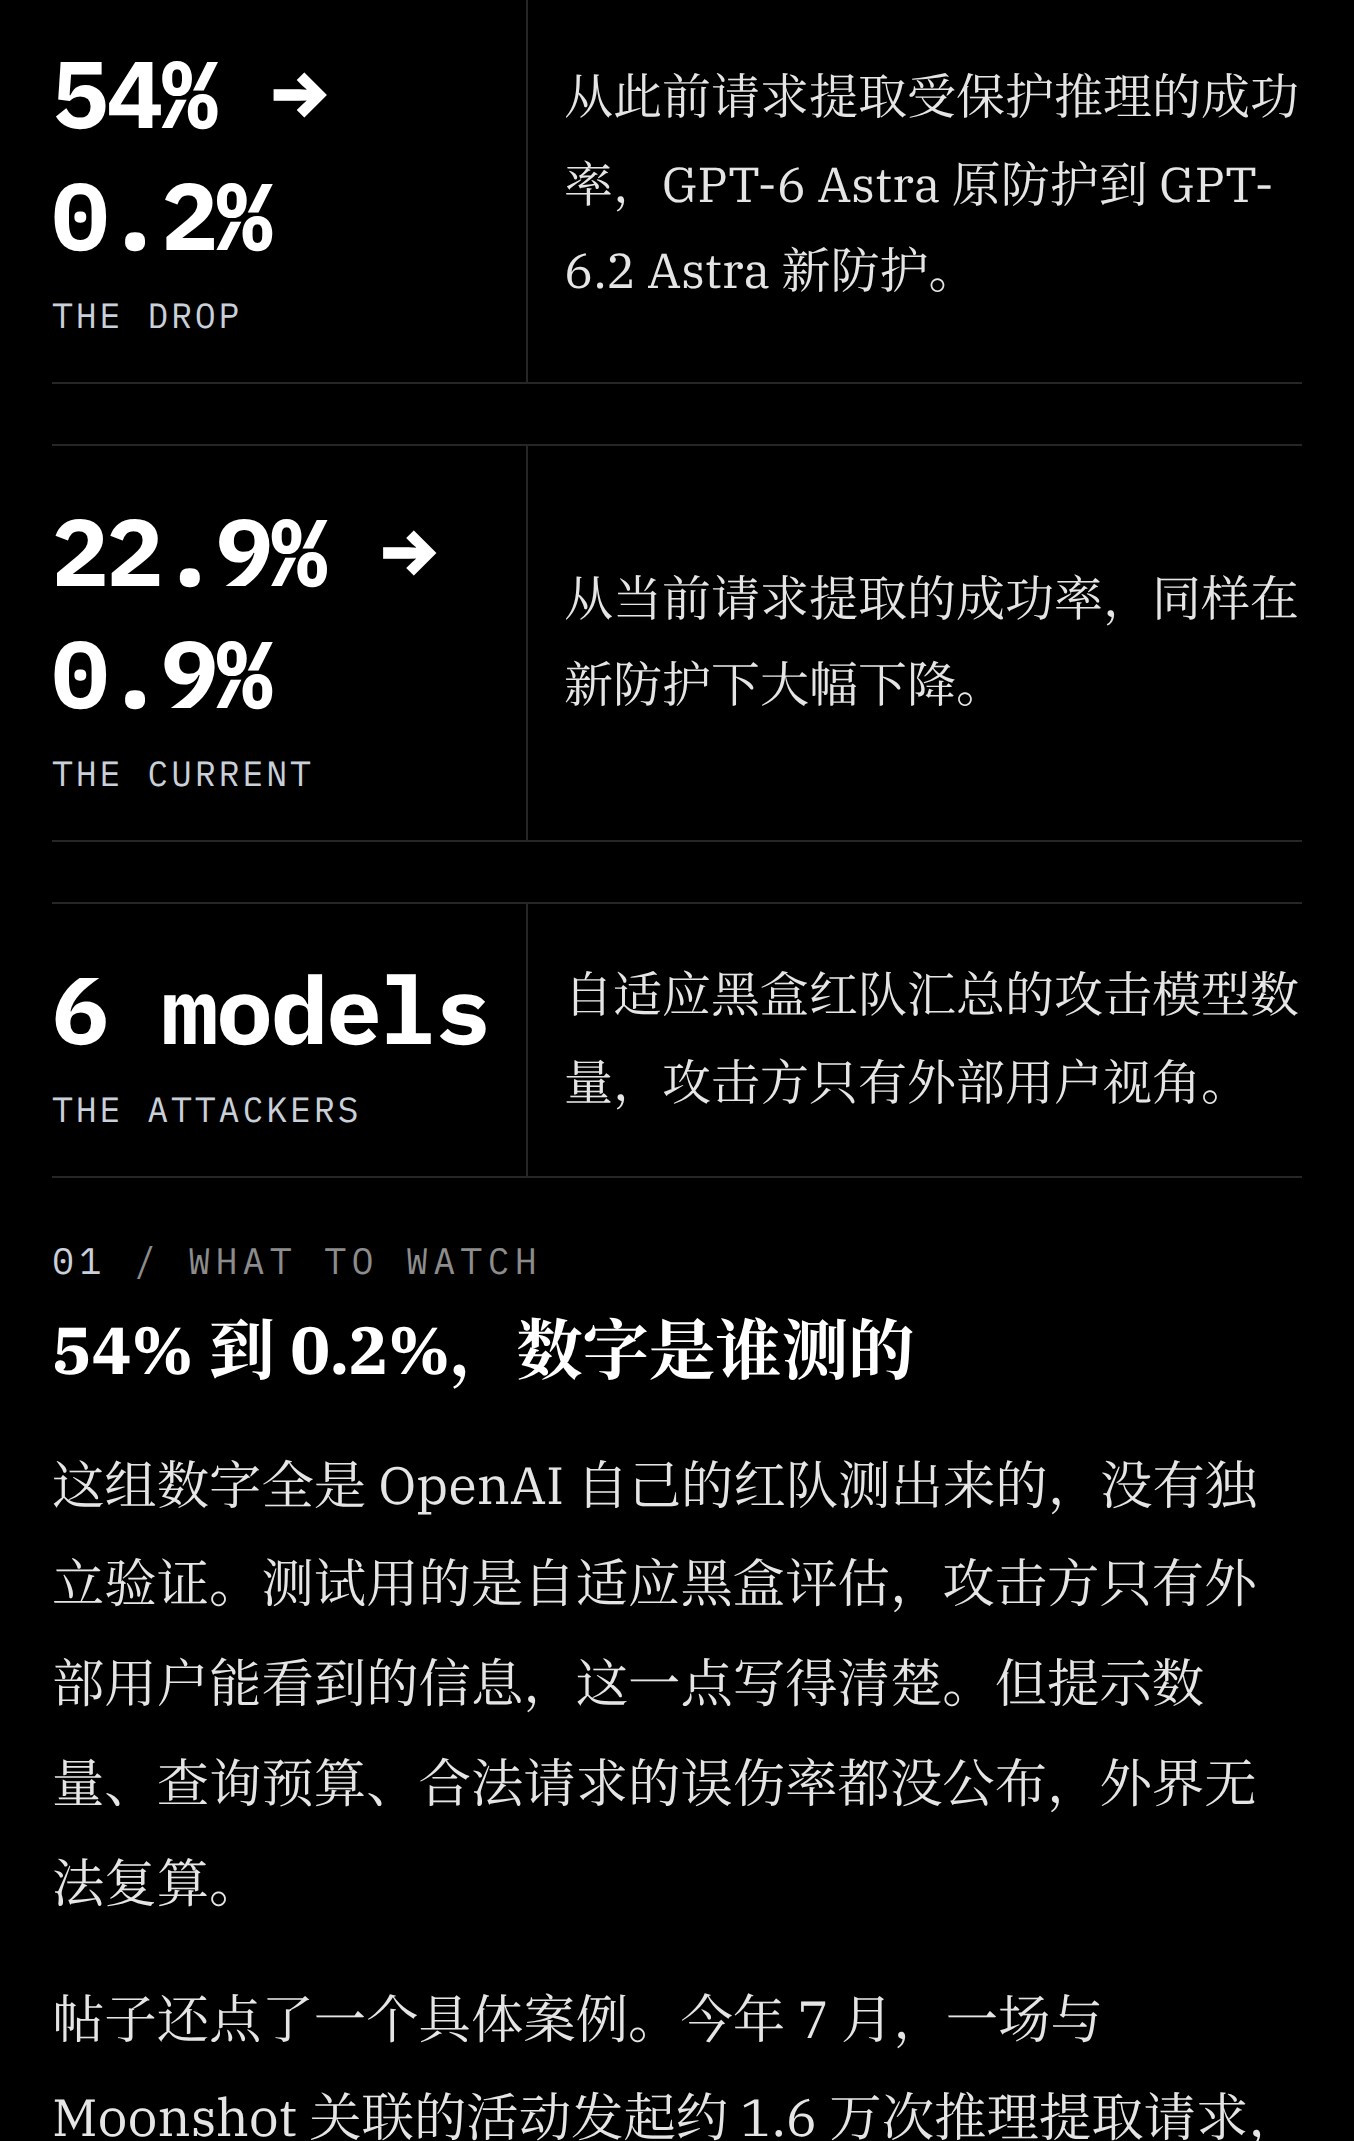 54% →
0.2%
THE DROP
从此前请求提取受保护推理的成功
率，GPT-6 Astra 原防护到 GPT-
6.2 Astra 新防护。
22.9% →
0.9%
THE CURRENT
从当前请求提取的成功率，同样在
新防护下大幅下降。
6 models
THE ATTACKERS
自适应黑盒红队汇总的攻击模型数
量，攻击方只有外部用户视角。
01 / WHAT TO WATCH
54% 到 0.2%，数字是谁测的
这组数字全是 OpenAI 自己的红队测出来的，没有独
立验证。测试用的是自适应黑盒评估，攻击方只有外
部用户能看到的信息，这一点写得清楚。但提示数
量、查询预算、合法请求的误伤率都没公布，外界无
法复算。
帖子还点了一个具体案例。今年 7 月，一场与
Moonshot 关联的活动发起约 1.6 万次推理提取请求，